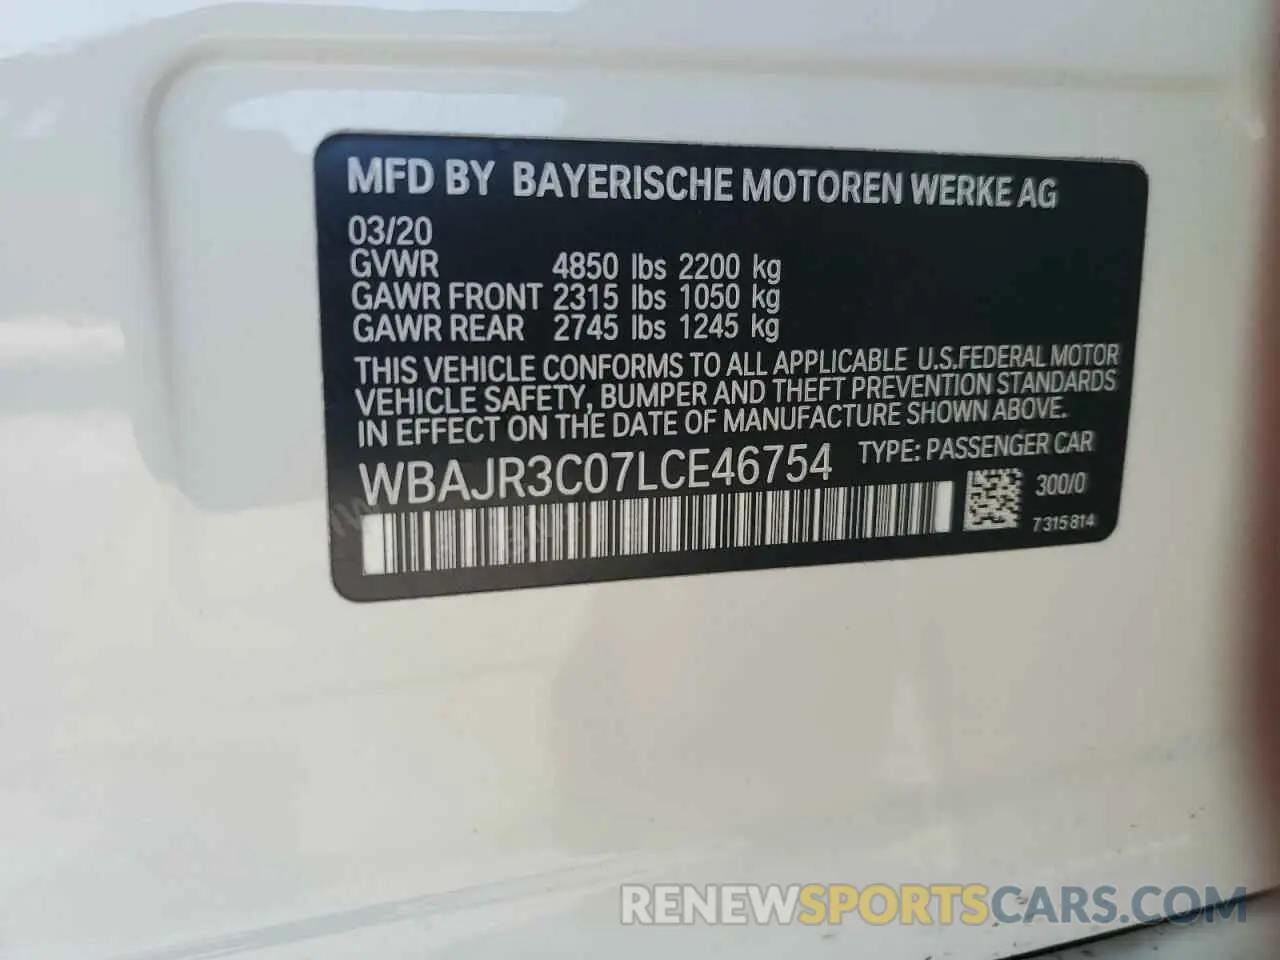 MFD BY BAYERISCHE MOTOREN WERKE AG
03/20
GVWR 4850 lbs 2200 kg
GAWR FRONT 2315 lbs 1050 kg
GAWR REAR 2745 lbs 1245 kg
THIS VEHICLE CONFORMS TO ALL APPLICABLE U.S.FEDERAL MOTOR
VEHICLE SAFETY, BUMPER AND THEFT PREVENTION STANDARDS
IN EFFECT ON THE DATE OF MANUFACTURE SHOWN ABOVE.
WBAJR3C07LCE46754 TYPE: PASSENGER CAR
300/0
7315814
RENEWSPORTSCARS.COM